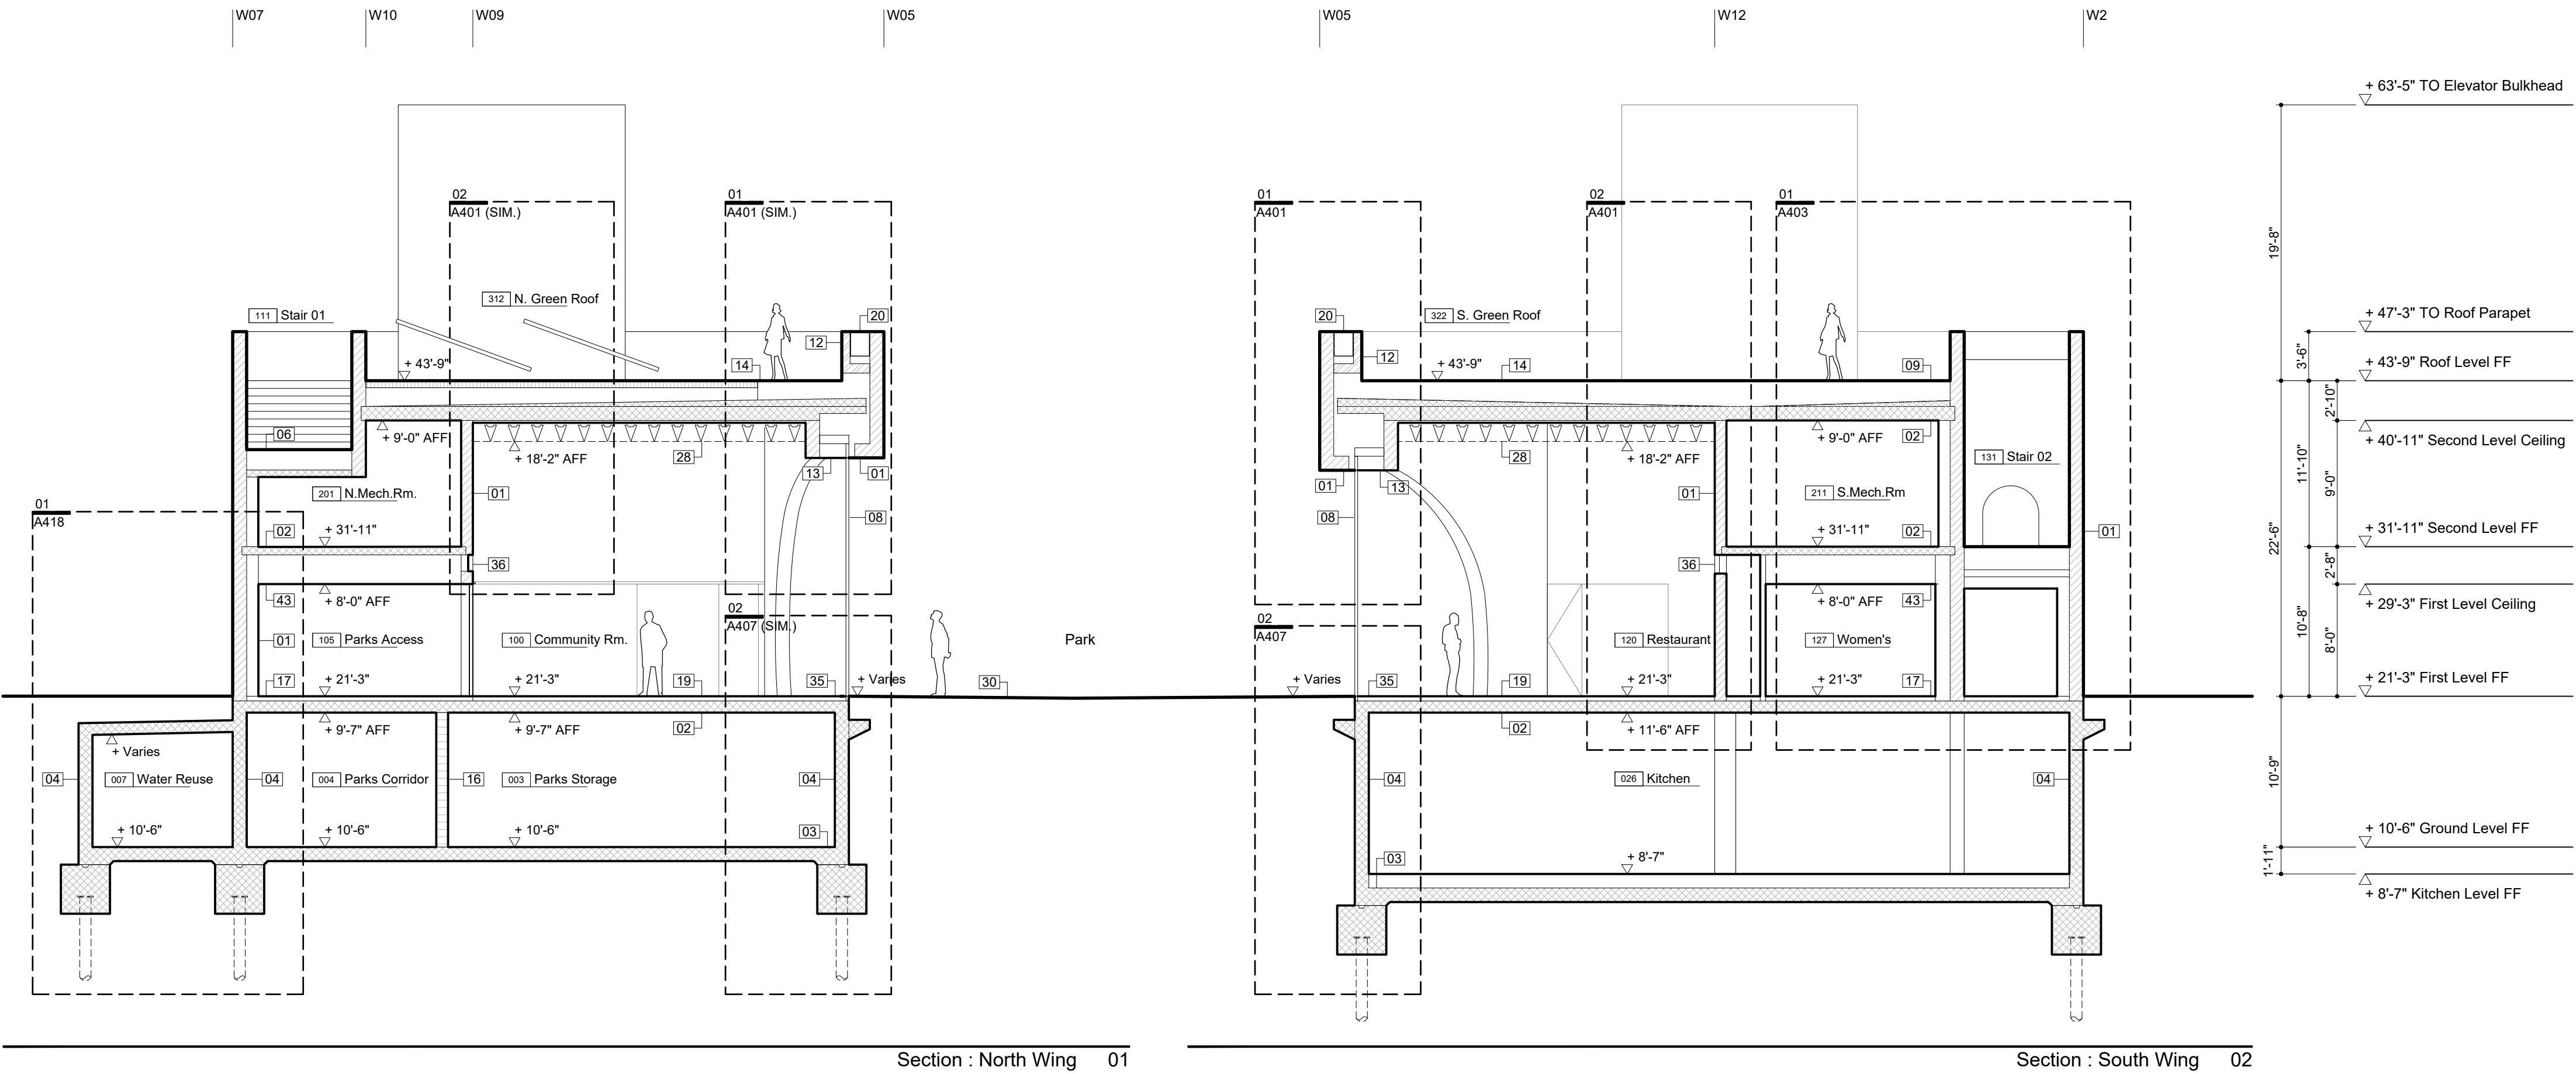 W07
W10
W09
W05
W05
W12
W2
+ 63'-5" TO Elevator Bulkhead
19'-8"
02
A401 (SIM.)
01
A401 (SIM.)
01
A401
02
A401
01
A403
312 N. Green Roof
111 Stair 01
20
12
14
+ 43'-9"
20
322 S. Green Roof
12
+ 43'-9"
14
09
+ 47'-3" TO Roof Parapet
3'-6"
+ 43'-9" Roof Level FF
2'-10"
06
+ 9'-0" AFF
+ 18'-2" AFF
28
13
01
28
+ 18'-2" AFF
+ 9'-0" AFF
02
+ 40'-11" Second Level Ceiling
131 Stair 02
11'-10"
9'-0"
01
A418
201 N.Mech.Rm.
01
08
01
13
08
01
211 S.Mech.Rm
02
+ 31'-11"
+ 31'-11"
02
01
+ 31'-11" Second Level FF
22'-6"
2'-8"
36
36
43
+ 8'-0" AFF
+ 8'-0" AFF
43
+ 29'-3" First Level Ceiling
02
A407 (SIM.)
02
A407
10'-8"
8'-0"
01
105 Parks Access
100 Community Rm.
Park
120 Restaurant
127 Women's
17
+ 21'-3"
+ 21'-3"
19
35
+ Varies
30
+ Varies
35
19
+ 21'-3"
+ 21'-3"
17
+ 21'-3" First Level FF
+ 9'-7" AFF
+ 9'-7" AFF
02
02
+ 11'-6" AFF
+ Varies
04
007 Water Reuse
04
004 Parks Corridor
16
003 Parks Storage
04
04
026 Kitchen
04
10'-9"
+ 10'-6"
+ 10'-6"
+ 10'-6"
03
+ 10'-6" Ground Level FF
03
+ 8'-7"
1'-11"
+ 8'-7" Kitchen Level FF
Section : North Wing 01
Section : South Wing 02